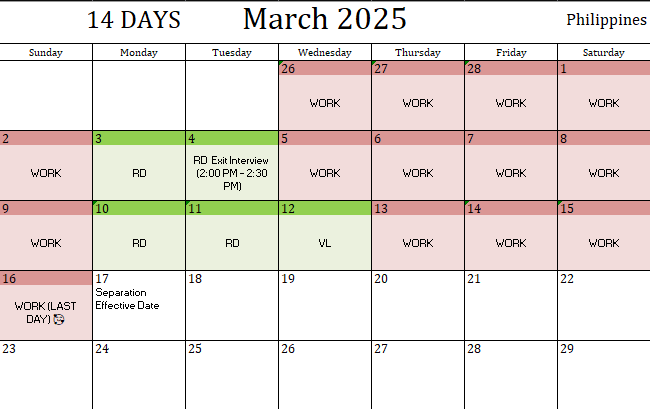 14 DAYS March 2025 Philippines
Sunday Monday Tuesday Wednesday Thursday Friday Saturday
26 27 28 1
WORK WORK WORK WORK
2 3 4 5 6 7 8
WORK RD RD Exit Interview (2:00 PM – 2:30 PM) WORK WORK WORK WORK
9 10 11 12 13 14 15
WORK RD RD VL WORK WORK WORK
16 17 18 19 20 21 22
WORK (LAST DAY) Separation Effective Date
23 24 25 26 27 28 29